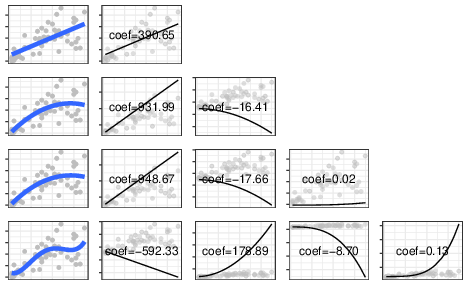 coef=390.65
coef=931.99 coef=−16.41
coef=948.67 coef=−17.66 coef=0.02
coef=−592.33 coef=178.89 coef=−8.70 coef=0.13